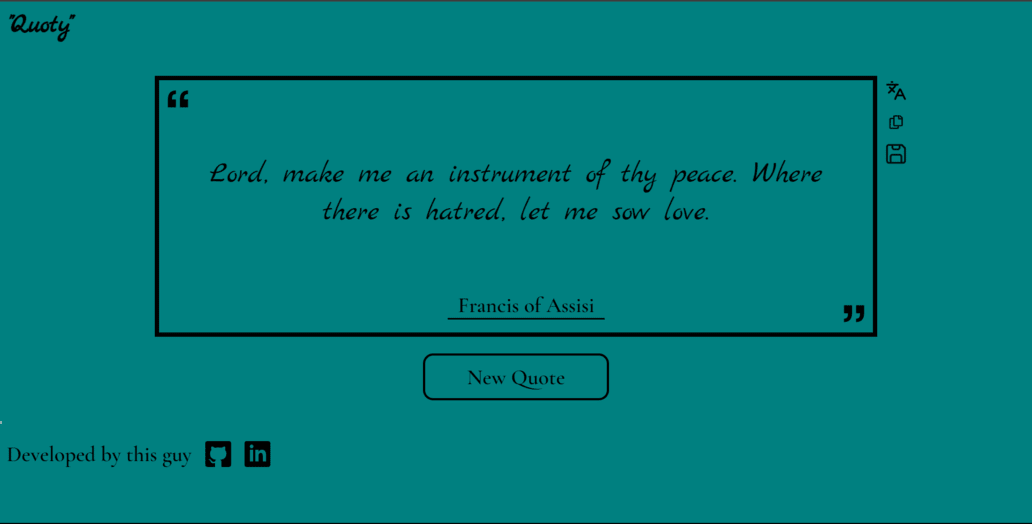 "Quoty"
“
Lord, make me an instrument of thy peace. Where
there is hatred, let me sow love.
Francis of Assisi
”
New Quote
Developed by this guy